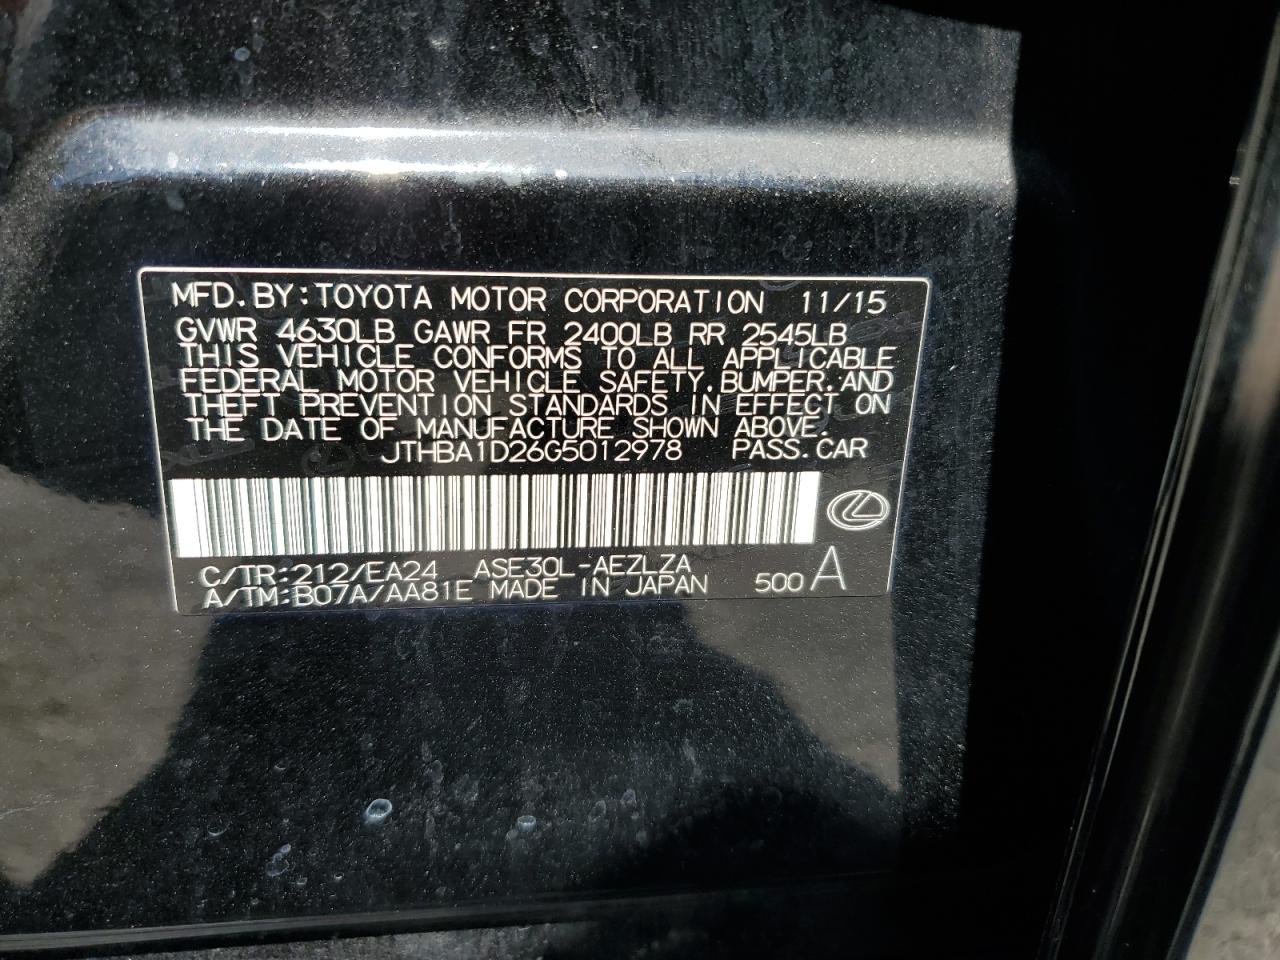 MFD.BY:TOYOTA MOTOR CORPORATION 11/15
GVWR 4630LB GAWR FR 2400LB RR 2545LB
THIS VEHICLE CONFORMS TO ALL APPLICABLE
FEDERAL MOTOR VEHICLE SAFETY,BUMPER,AND
THEFT PREVENTION STANDARDS IN EFFECT ON
THE DATE OF MANUFACTURE SHOWN ABOVE.
JTHBA1D26G5012978 PASS.CAR
C/TR:212/EA24 ASE30L-AEZLZA
A/TM:B07A/AA81E MADE IN JAPAN 500A